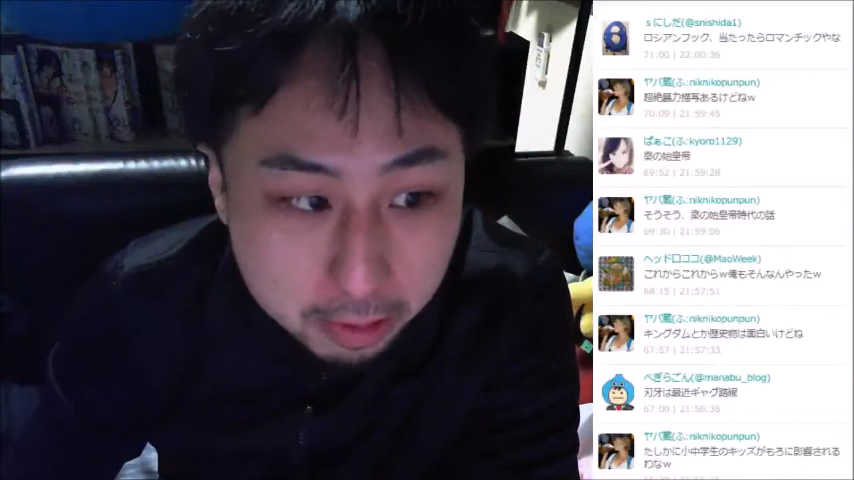 sにしだ(@snishida1)
ロシアンフック、当たったらロマンチックやな
71:00 | 22:00:36
ヤバ蔵(ふ:niknikopunpun)
超絶暴力描写あるけどねw
70:09 | 21:59:45
ばぁこ(ふ:kyoro1129)
秦の始皇帝
69:52 | 21:59:28
ヤバ蔵(ふ:niknikopunpun)
そうそう、秦の始皇帝時代の話
69:30 | 21:59:06
ヘッドロココ(@MaoWeek)
これからこれからw俺もそんなんやったw
68:15 | 21:57:51
ヤバ蔵(ふ:niknikopunpun)
キングダムとか歴史物は面白いけどね
67:57 | 21:57:33
べぎらごん(@manabu_blog)
刃牙は最近ギャグ路線
67:00 | 21:56:36
ヤバ蔵(ふ:niknikopunpun)
たしかに小中学生のキッズがもろに影響される
わなw